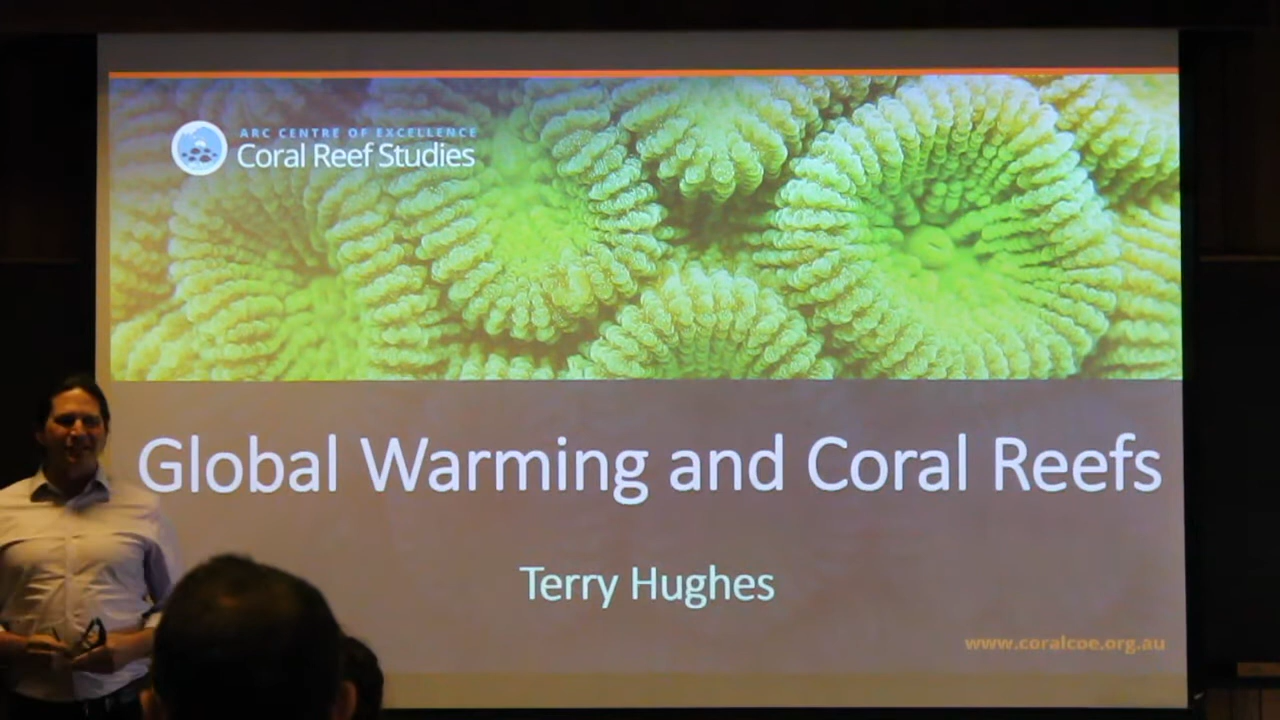 ARC CENTRE OF EXCELLENCE
Coral Reef Studies
Global Warming and Coral Reefs
Terry Hughes
www.coralcoe.org.au